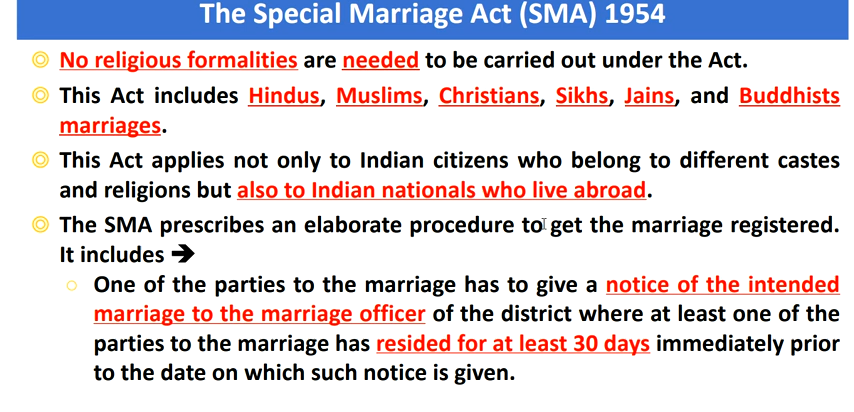 The Special Marriage Act (SMA) 1954
No religious formalities are needed to be carried out under the Act.
This Act includes Hindus, Muslims, Christians, Sikhs, Jains, and Buddhists
marriages.
This Act applies not only to Indian citizens who belong to different castes
and religions but also to Indian nationals who live abroad.
The SMA prescribes an elaborate procedure to get the marriage registered.
It includes ➔
One of the parties to the marriage has to give a notice of the intended
marriage to the marriage officer of the district where at least one of the
parties to the marriage has resided for at least 30 days immediately prior
to the date on which such notice is given.